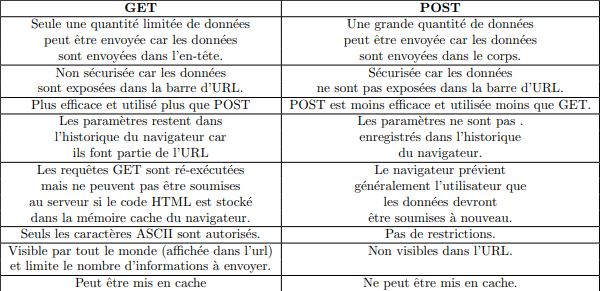 GET
POST
Seule une quantité limitée de données
peut être envoyée car les données
sont envoyées dans l'en-tête.
Une grande quantité de données
peut être envoyée car les données
sont envoyées dans le corps.
Non sécurisée car les données
sont exposées dans la barre d'URL.
Sécurisée car les données
ne sont pas exposées dans la barre d'URL.
Plus efficace et utilisé plus que POST
POST est moins efficace et utilisée moins que GET.
Les paramètres restent dans
l'historique du navigateur car
ils font partie de l'URL
Les paramètres ne sont pas .
enregistrés dans l'historique
du navigateur.
Les requêtes GET sont ré-exécutées
mais ne peuvent pas être soumises
au serveur si le code HTML est stocké
dans la mémoire cache du navigateur.
Le navigateur prévient
généralement l'utilisateur que
les données devront
être soumises à nouveau.
Seuls les caractères ASCII sont autorisés.
Pas de restrictions.
Visible par tout le monde (affichée dans l'url)
et limite le nombre d'informations à envoyer.
Non visibles dans l'URL.
Peut être mis en cache
Ne peut être mis en cache.